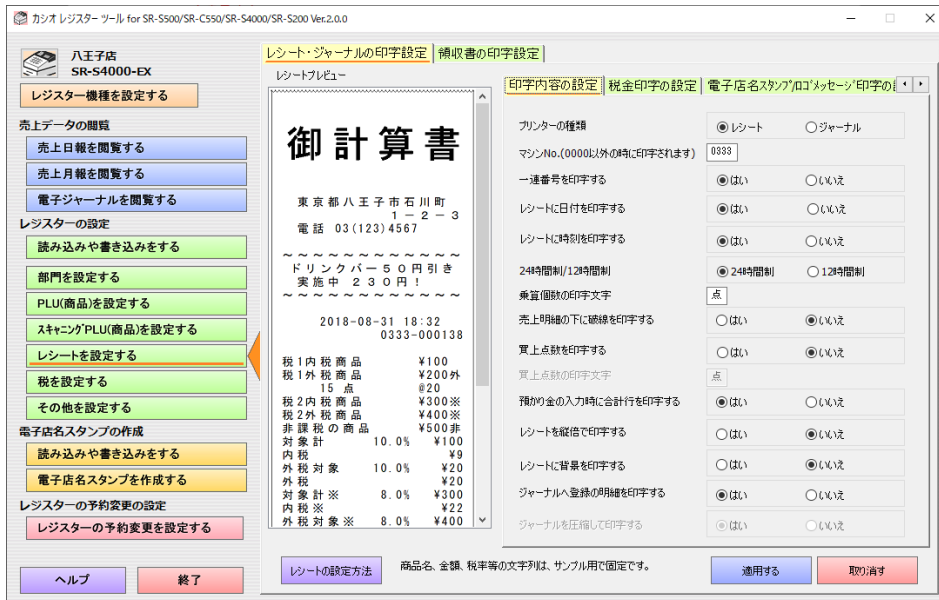 カシオ レジスター ツール for SR-S500/SR-C550/SR-S4000/SR-S200 Ver.2.0.0
八王子店
SR-S4000-EX
レジスター機種を設定する
売上データの閲覧
売上日報を閲覧する
売上月報を閲覧する
電子ジャーナルを閲覧する
レジスターの設定
読み込みや書き込みをする
部門を設定する
PLU(商品)を設定する
スキャニングPLU(商品)を設定する
レシートを設定する
税を設定する
その他を設定する
電子店名スタンプの作成
読み込みや書き込みをする
電子店名スタンプを作成する
レジスターの予約変更の設定
レジスターの予約変更を設定する
ヘルプ 終了
レシート・ジャーナルの印字設定 領収書の印字設定
レシートプレビュー
御計算書
東京都八王子市石川町
1-2-3
電話 03(123)4567
~~~~~~~~~~~~
ドリンクバー50円引き
実施中 230円!
~~~~~~~~~~~~
2018-08-31 18:32
0333-000138
税1内税商品 ¥100
税1外税商品 ¥200外
15 点 @20
税2内税商品 ¥300※
税2外税商品 ¥400※
非課税の商品 ¥500非
対象計 10.0% ¥100
内税 ¥9
外税対象 10.0% ¥20
外税 ¥20
対象計※ 8.0% ¥300
内税※ ¥22
外税対象※ 8.0% ¥400
印字内容の設定 税金印字の設定 電子店名スタンプ/ロゴメッセージ印字の
プリンターの種類 レシート ジャーナル
マシンNo.(0000以外の時に印字されます) 0333
一連番号を印字する はい いいえ
レシートに日付を印字する はい いいえ
レシートに時刻を印字する はい いいえ
24時間制/12時間制 24時間制 12時間制
乗算個数の印字文字 点
売上明細の下に破線を印字する はい いいえ
買上点数を印字する はい いいえ
買上点数の印字文字 点
預かり金の入力時に合計行を印字する はい いいえ
レシートを縦倍で印字する はい いいえ
レシートに背景を印字する はい いいえ
ジャーナルへ登録の明細を印字する はい いいえ
ジャーナルを圧縮して印字する はい いいえ
レシートの設定方法 商品名、金額、税率等の文字列は、サンプル用で固定です。 適用する 取り消す